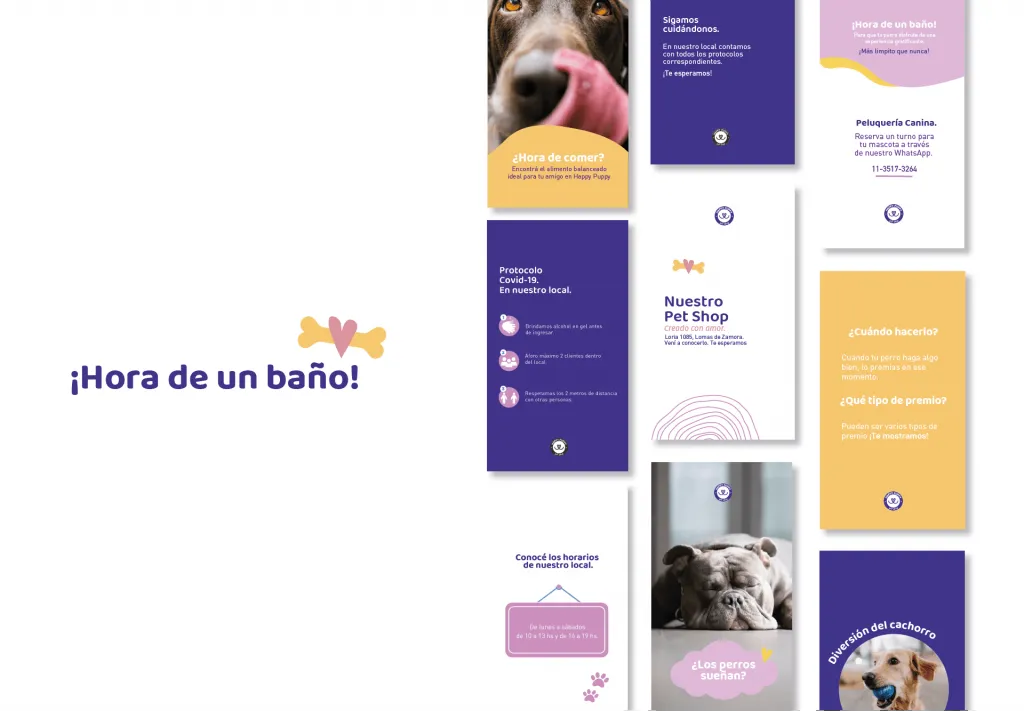 ¡Hora de un baño!
¿Hora de comer?
Encontrá el alimento balanceado
ideal para tu amigo en Happy Puppy
Protocolo
Covid-19.
En nuestro local.
1
Brindamos alcohol en gel antes
de ingresar
2
Aforo máximo 2 clientes dentro
del local.
3
Respetamos los 2 metros de distancia
con otras personas.
Conocé los horarios
de nuestro local.
De lunes a sábados
de 10 a 13 hs y de 15 a 19 hs.
Sigamos
cuidándonos.
En nuestro local contamos
con todos los protocolos
correspondientes.
¡Te esperamos!
Nuestro
Pet Shop
Creado con amor.
Loria 1085, Lomas de Zamora.
Vení a conocerlo, Te esperamos
¿Los perros
sueñan?
¡Hora de un baño!
Para que tu perro disfrute de una
experiencia gratificante.
¡Más limpito que nunca!
Peluquería Canina.
Reserva un turno para
tu mascota a través
de nuestro WhatsApp.
11-3517-3264
¿Cuándo hacerlo?
Cuando tu perro haga algo
bien, lo premias en ese
momento.
¿Qué tipo de premio?
Pueden ser varios tipos de
premio ¡Te mostramos!
Diversión del cachorro